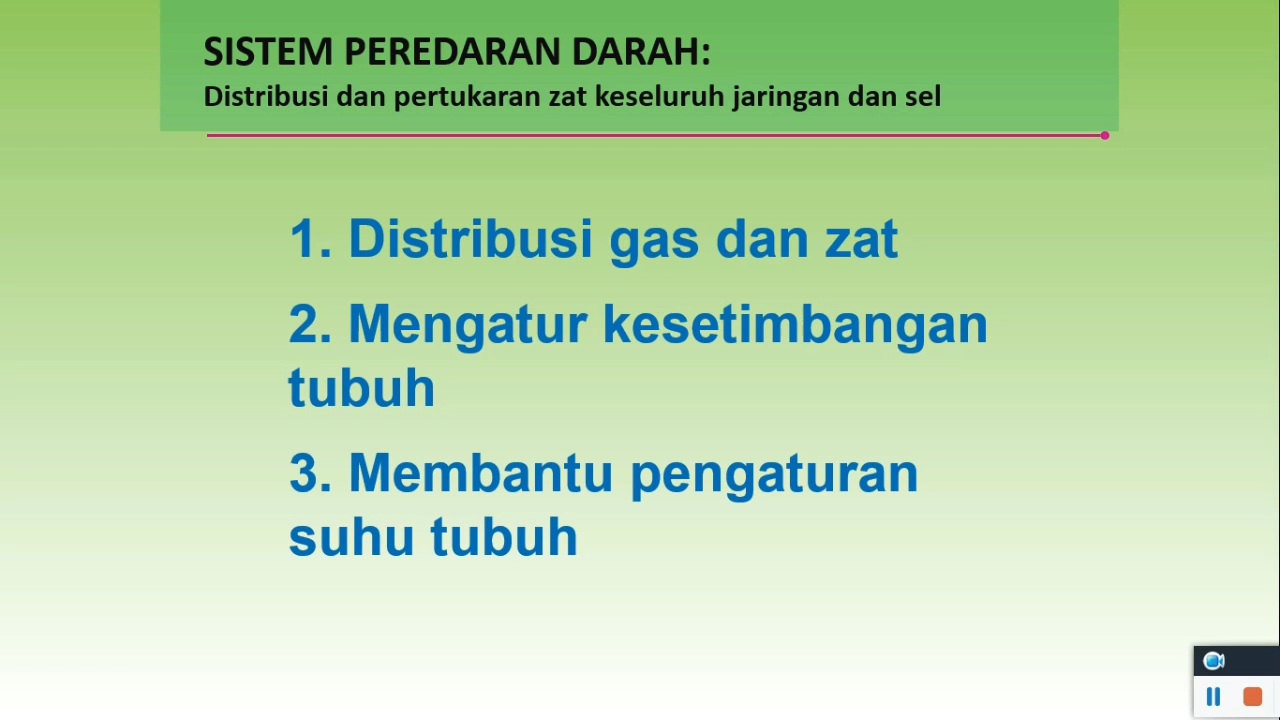 SISTEM PEREDARAN DARAH:
Distribusi dan pertukaran zat keseluruh jaringan dan sel
1. Distribusi gas dan zat
2. Mengatur kesetimbangan
tubuh
3. Membantu pengaturan
suhu tubuh